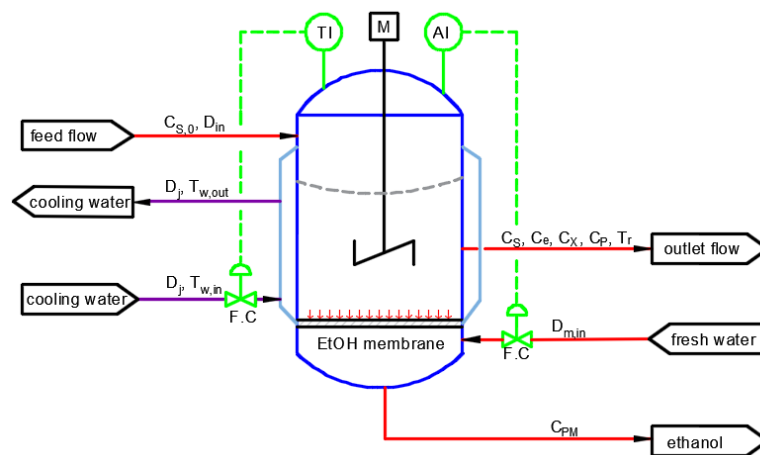 TI
M
AI
feed flow
C_S,0, D_in
cooling water
D_j, T_w,out
C_S, C_e, C_X, C_P, T_r
outlet flow
cooling water
D_j, T_w,in
F.C
EtOH membrane
D_m,in
F.C
fresh water
C_PM
ethanol